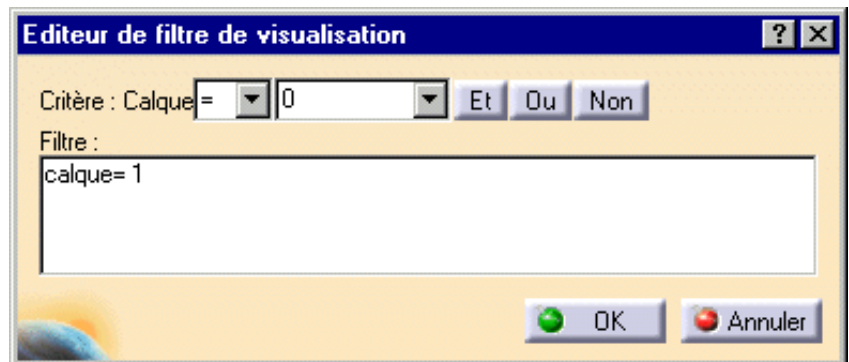 Editeur de filtre de visualisation ? X
Critère : Calque = 0 Et Ou Non
Filtre :
calque= 1
OK Annuler